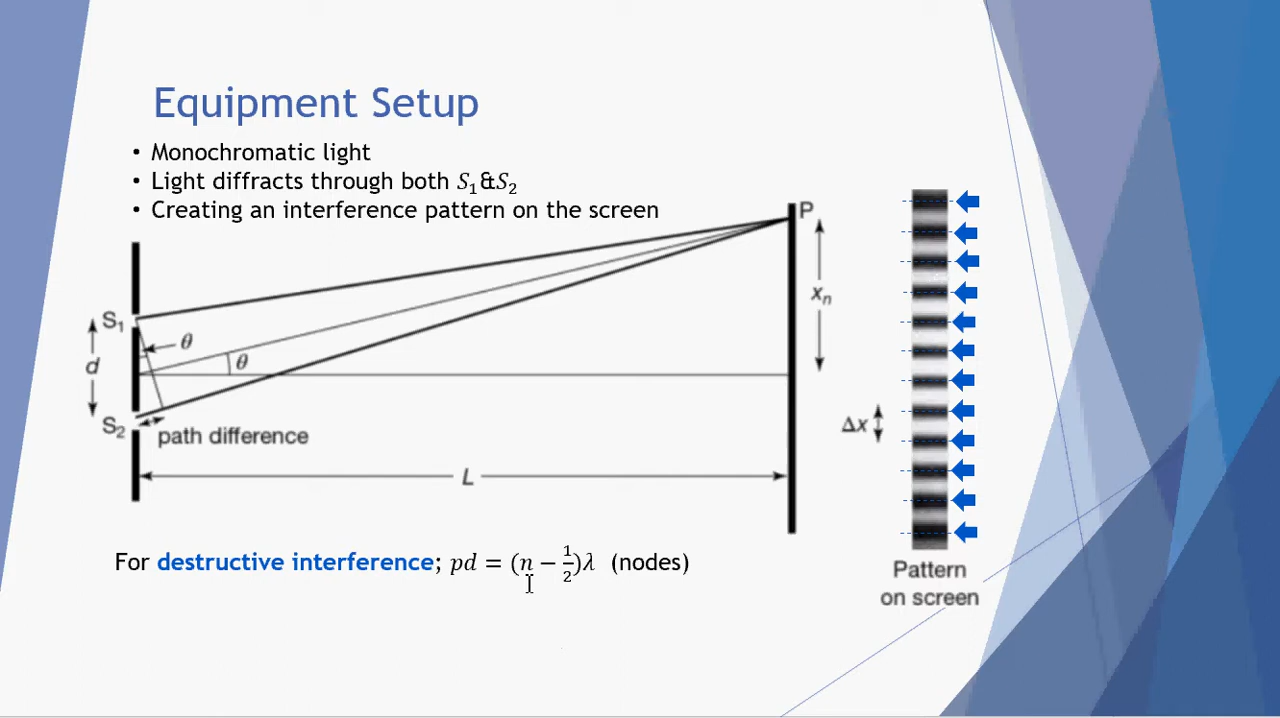 Equipment Setup
• Monochromatic light
• Light diffracts through both S₁&S₂
• Creating an interference pattern on the screen
P
xₙ
S₁
θ
θ
d
S₂
path difference
L
Δx
For destructive interference; pd = (n − 1/2)λ (nodes)
Pattern
on screen